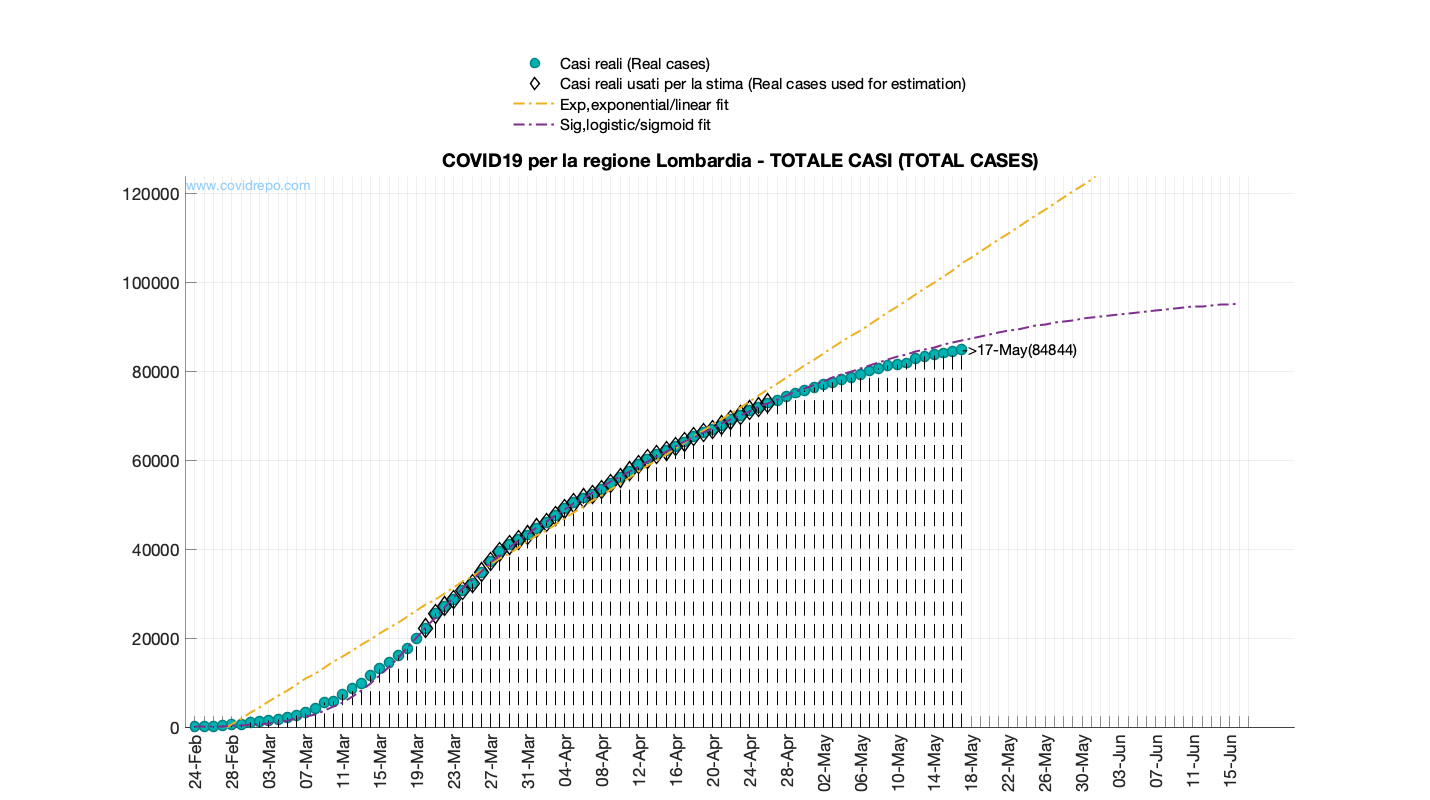 Casi reali (Real cases)
Casi reali usati per la stima (Real cases used for estimation)
Exp,exponential/linear fit
Sig,logistic/sigmoid fit
COVID19 per la regione Lombardia - TOTALE CASI (TOTAL CASES)
www.covidrepo.com
120000
100000
80000
60000
40000
20000
0
->17-May(84844)
24-Feb
28-Feb
03-Mar
07-Mar
11-Mar
15-Mar
19-Mar
23-Mar
27-Mar
31-Mar
04-Apr
08-Apr
12-Apr
16-Apr
20-Apr
24-Apr
28-Apr
02-May
06-May
10-May
14-May
18-May
22-May
26-May
30-May
03-Jun
07-Jun
11-Jun
15-Jun